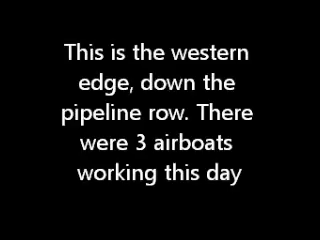 This is the western
edge, down the
pipeline row. There
were 3 airboats
working this day